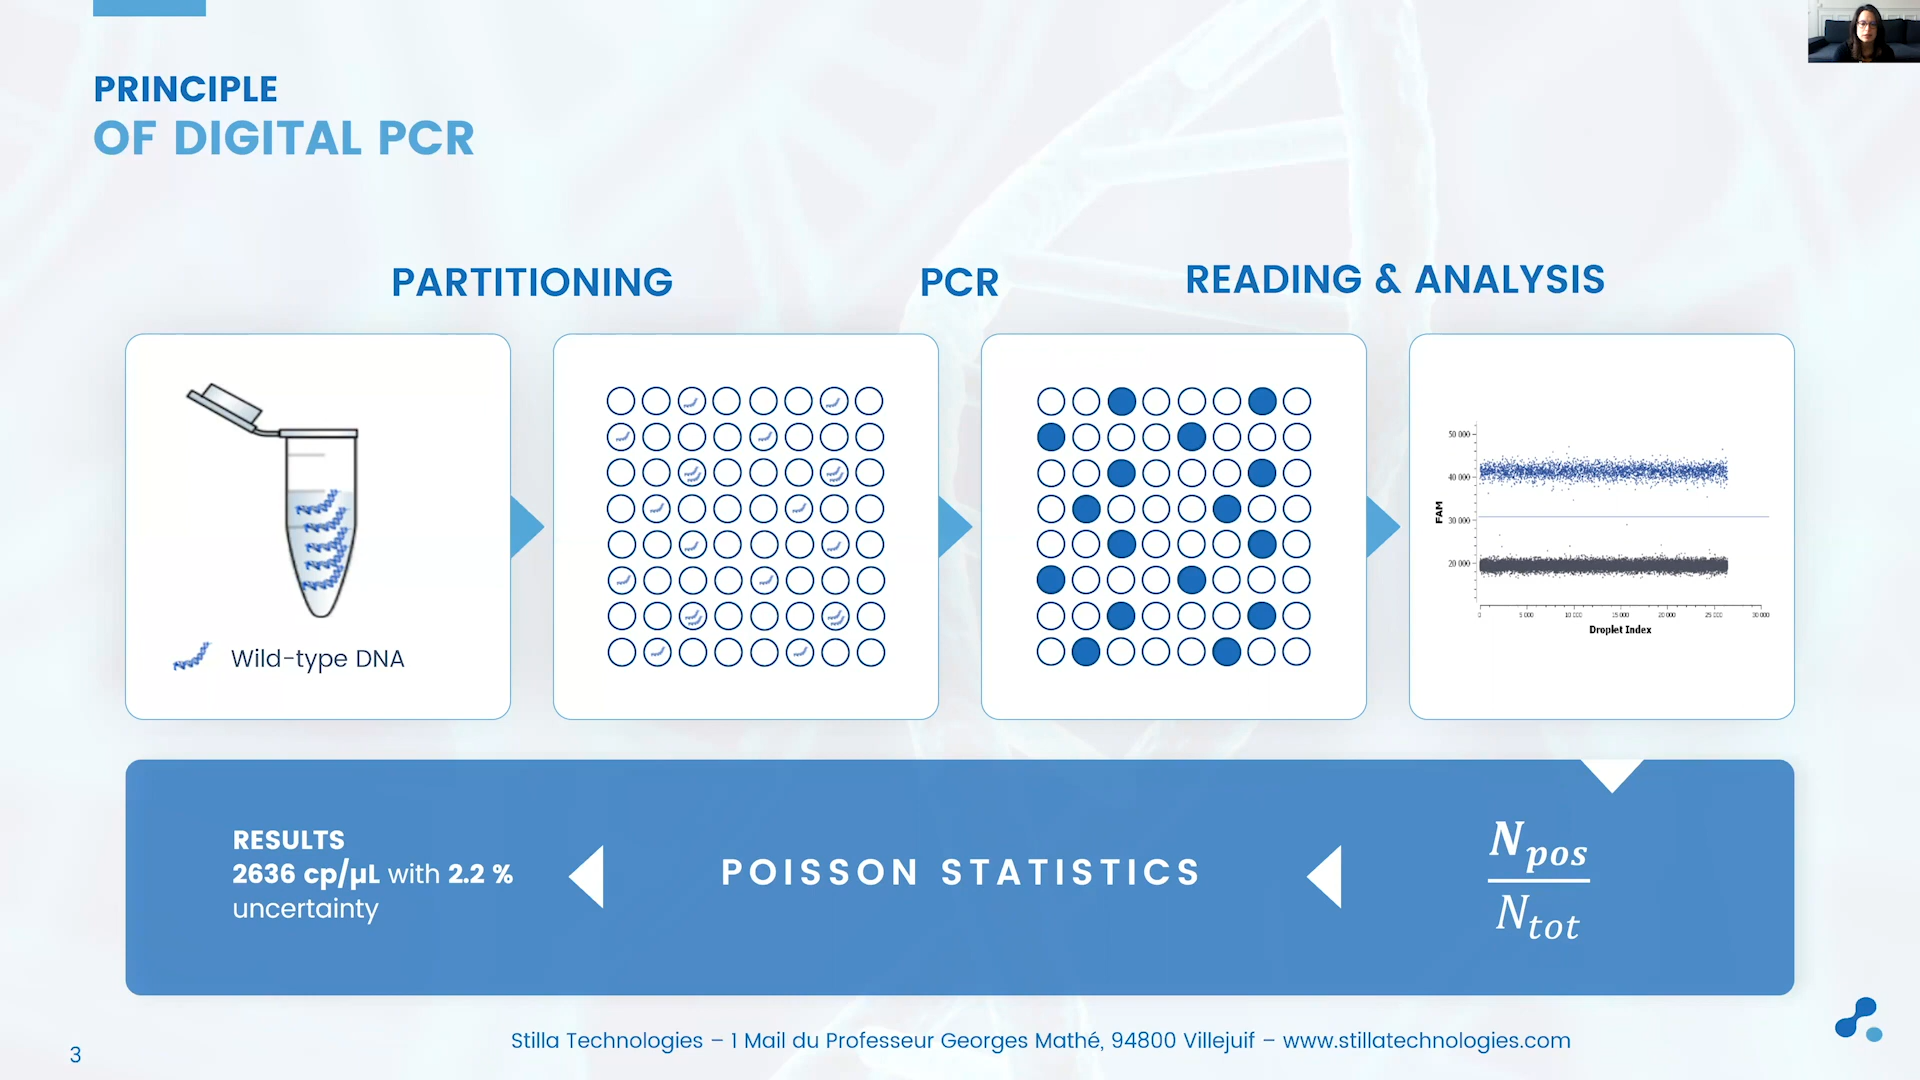 PRINCIPLE
OF DIGITAL PCR
PARTITIONING
PCR
READING & ANALYSIS
Wild-type DNA
FAM
50 000
40 000
30 000
20 000
0 5 000 10 000 15 000 20 000 25 000 30 000
Droplet Index
RESULTS
2636 cp/µL with 2.2 %
uncertainty
POISSON STATISTICS
N_pos
N_tot
Stilla Technologies – 1 Mail du Professeur Georges Mathé, 94800 Villejuif – www.stillatechnologies.com
3